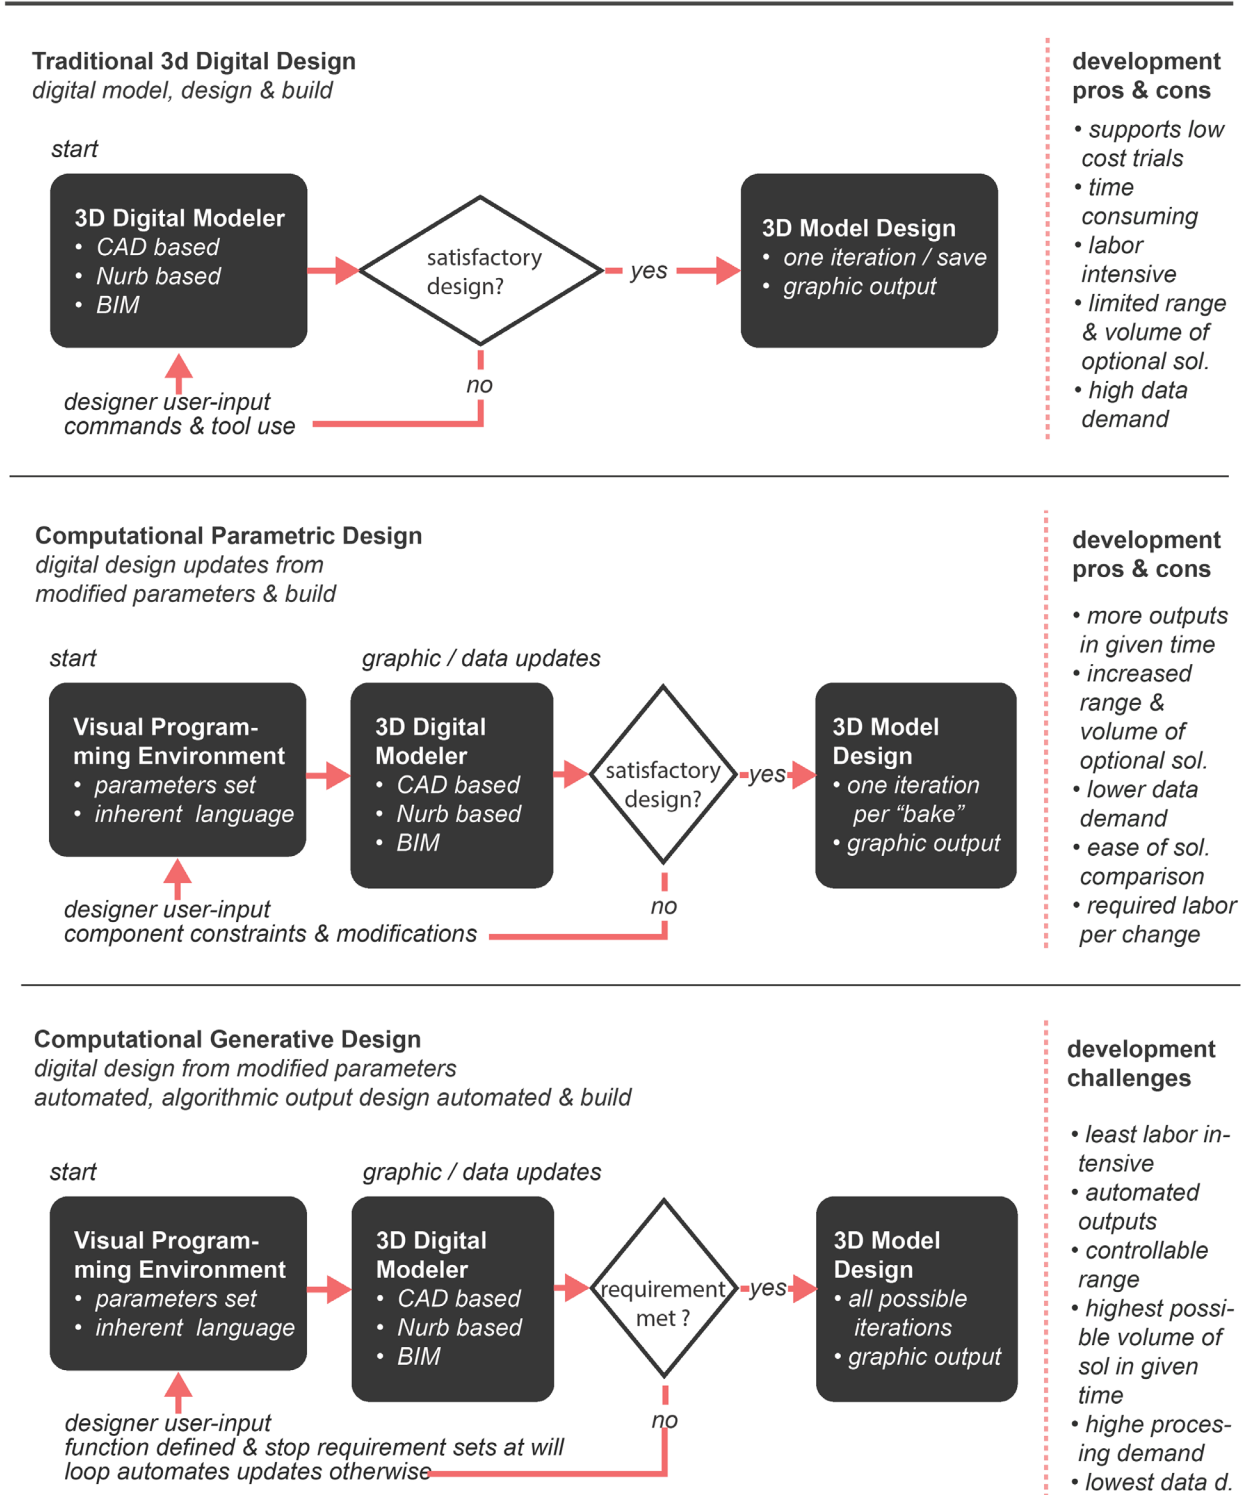 Traditional 3d Digital Design
digital model, design & build
start
3D Digital Modeler
• CAD based
• Nurb based
• BIM
satisfactory
design?
yes
3D Model Design
• one iteration / save
• graphic output
no
designer user-input
commands & tool use
development
pros & cons
• supports low
cost trials
• time
consuming
• labor
intensive
• limited range
& volume of
optional sol.
• high data
demand
Computational Parametric Design
digital design updates from
modified parameters & build
start
graphic / data updates
Visual Program-
ming Environment
• parameters set
• inherent language
3D Digital
Modeler
• CAD based
• Nurb based
• BIM
satisfactory
design?
yes
3D Model
Design
• one iteration
per “bake”
• graphic output
no
designer user-input
component constraints & modifications
development
pros & cons
• more outputs
in given time
• increased
range &
volume of
optional sol.
• lower data
demand
• ease of sol.
comparison
• required labor
per change
Computational Generative Design
digital design from modified parameters
automated, algorithmic output design automated & build
start
graphic / data updates
Visual Program-
ming Environment
• parameters set
• inherent language
3D Digital
Modeler
• CAD based
• Nurb based
• BIM
requirement
met ?
yes
3D Model
Design
• all possible
iterations
• graphic output
no
designer user-input
function defined & stop requirement sets at will
loop automates updates otherwise
development
challenges
• least labor in-
tensive
• automated
outputs
• controllable
range
• highest possi-
ble volume of
sol in given
time
• highe proces-
ing demand
• lowest data d.